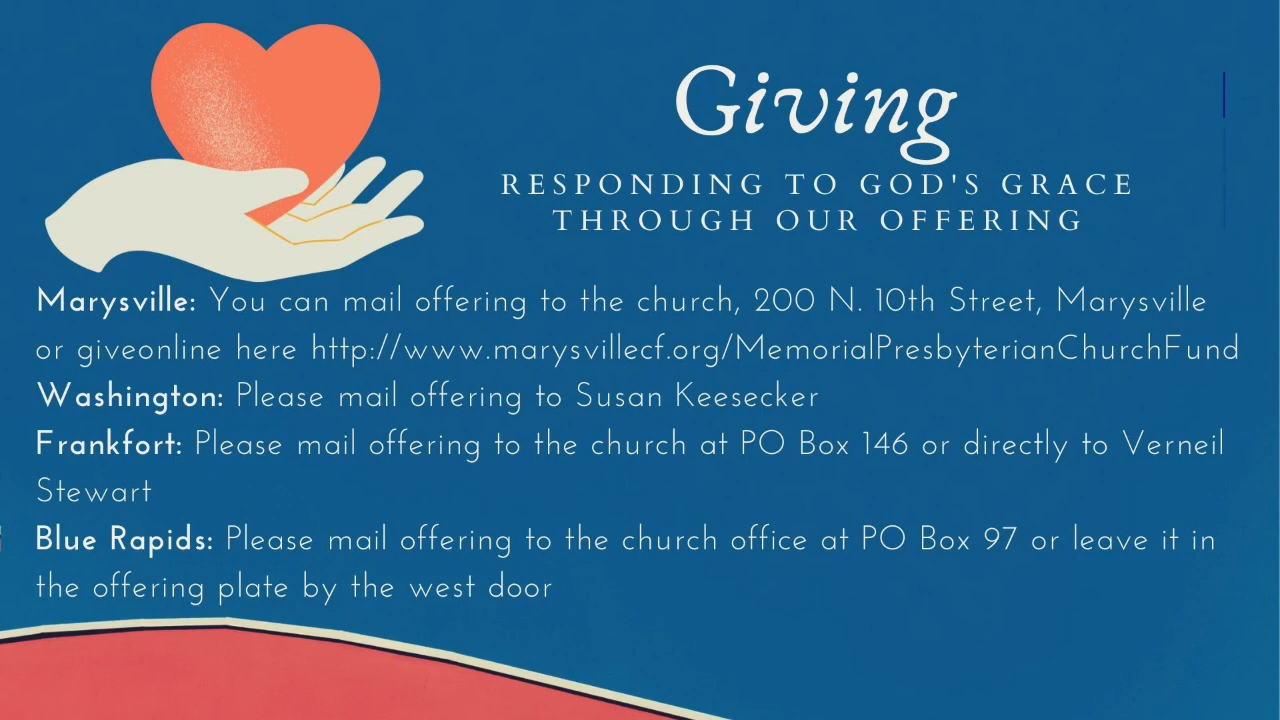 Giving
RESPONDING TO GOD'S GRACE
THROUGH OUR OFFERING
Marysville: You can mail offering to the church, 200 N. 10th Street, Marysville
or giveonline here http://www.marysvillecf.org/MemorialPresbyterianChurchFund
Washington: Please mail offering to Susan Keesecker
Frankfort: Please mail offering to the church at PO Box 146 or directly to Verneil
Stewart
Blue Rapids: Please mail offering to the church office at PO Box 97 or leave it in
the offering plate by the west door